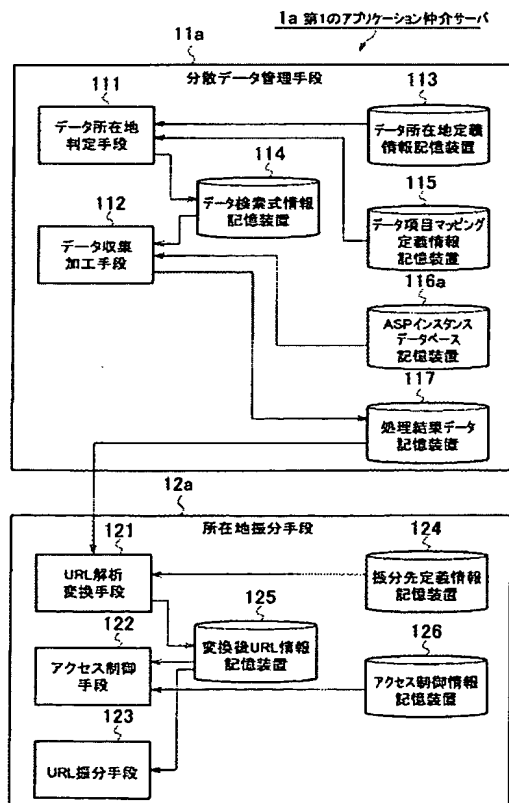 1a 第1のアプリケーション仲介サーバ
11a
分散データ管理手段
111
データ所在地
判定手段
113
データ所在地定義
情報記憶装置
114
データ検索式情報
記憶装置
112
データ収集
加工手段
115
データ項目マッピング
定義情報
記憶装置
116a
ASPインスタンス
データベース
記憶装置
117
処理結果データ
記憶装置
12a
所在地振分手段
121
URL解析
変換手段
124
振分先定義情報
記憶装置
125
変換後URL情報
記憶装置
122
アクセス制御
手段
126
アクセス制御情報
記憶装置
123
URL振分手段